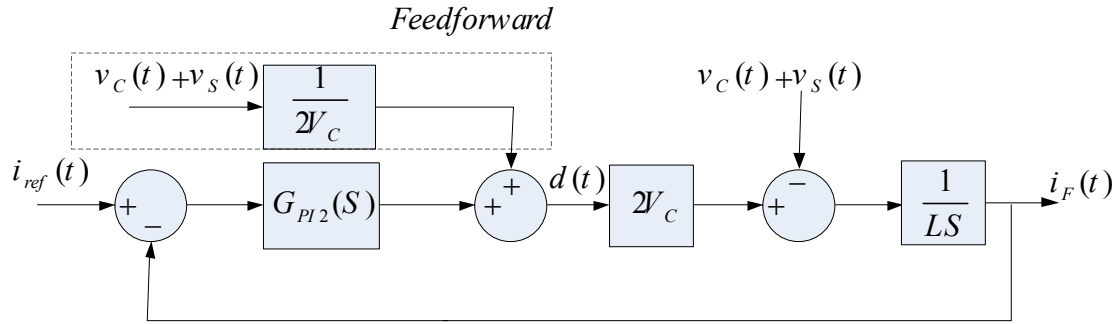 Feedforward
v_C(t)+v_S(t)
1
2V_C
v_C(t)+v_S(t)
i_ref(t)
+
−
G_PI2(S)
+
+
d(t)
2V_C
−
+
1
LS
i_F(t)